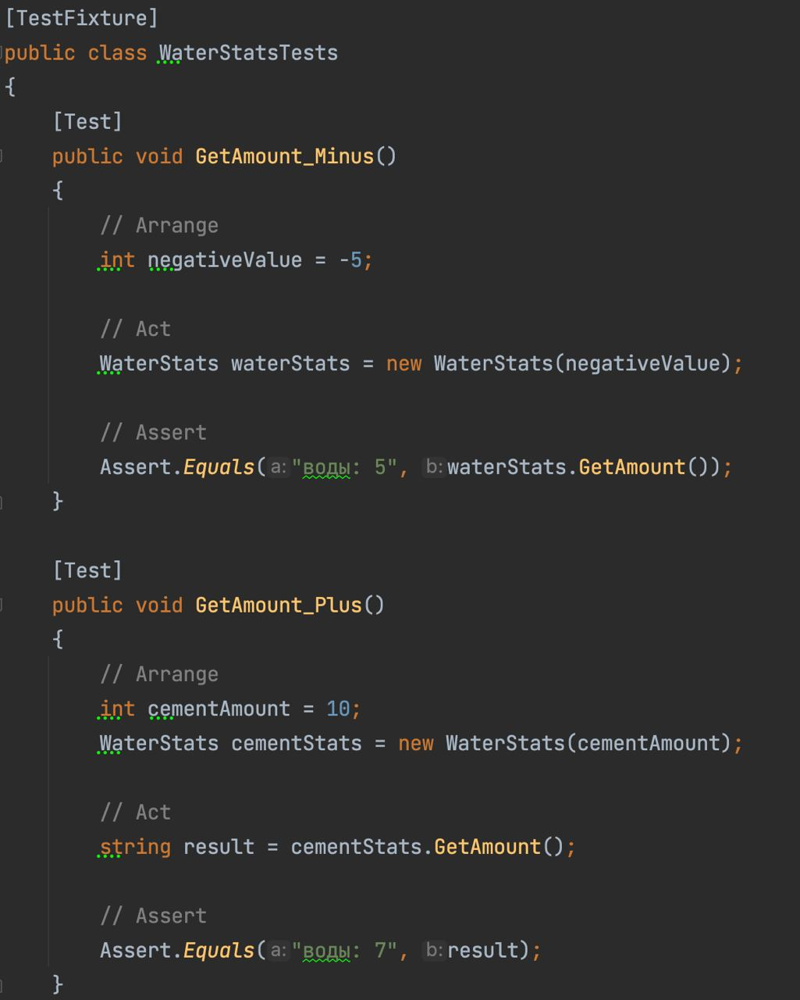 [TestFixture]
public class WaterStatsTests
{
[Test]
public void GetAmount_Minus()
{
// Arrange
int negativeValue = -5;
// Act
WaterStats waterStats = new WaterStats(negativeValue);
// Assert
Assert.Equals( a: "воды: 5", b: waterStats.GetAmount());
}
[Test]
public void GetAmount_Plus()
{
// Arrange
int cementAmount = 10;
WaterStats cementStats = new WaterStats(cementAmount);
// Act
string result = cementStats.GetAmount();
// Assert
Assert.Equals( a: "воды: 7", b: result);
}